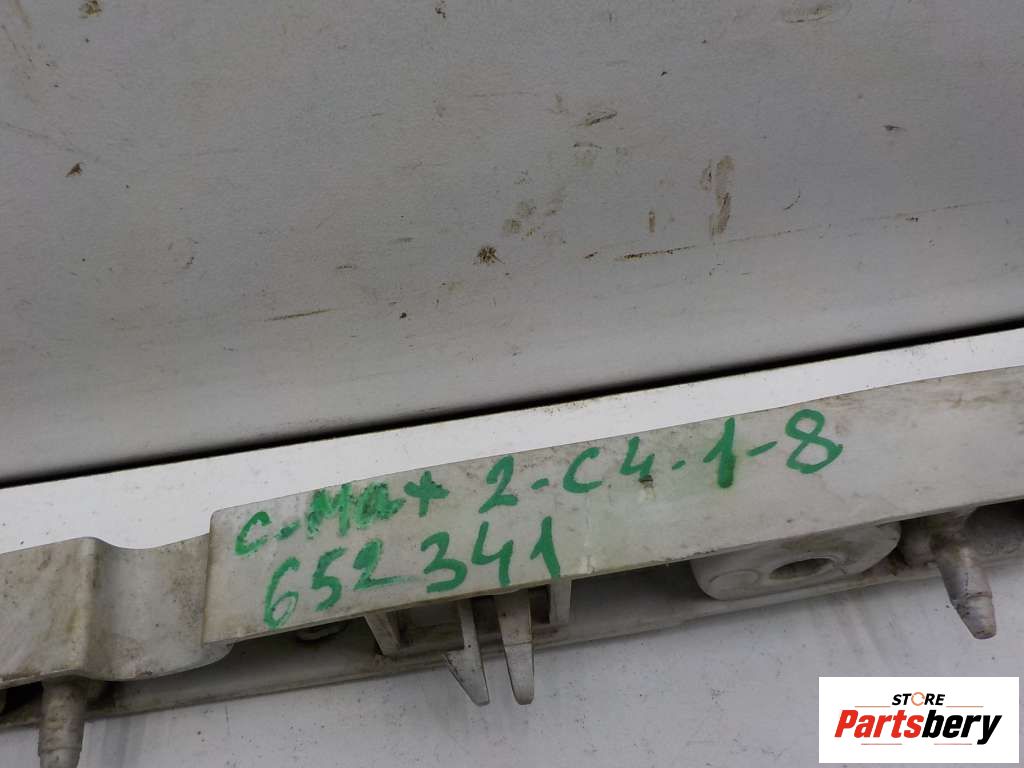 C-Max 2-C4-1-8
652341
STORE
Partsbery